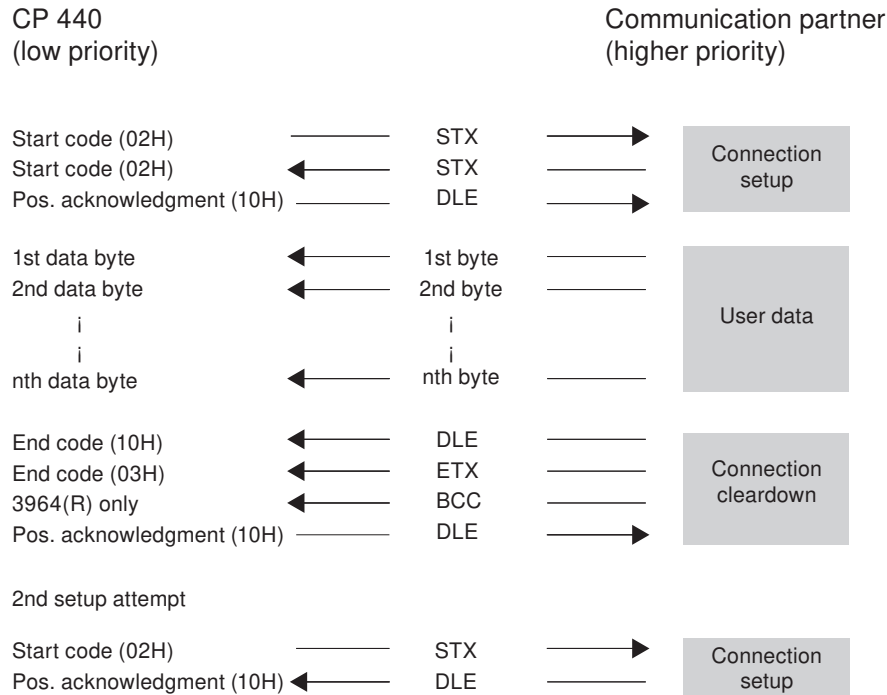 CP 440 Communication partner
(low priority) (higher priority)
Start code (02H) STX
Start code (02H) STX
Pos. acknowledgment (10H) DLE
Connection
setup
1st data byte 1st byte
2nd data byte 2nd byte
¡ ¡
¡ ¡
nth data byte nth byte
User data
End code (10H) DLE
End code (03H) ETX
3964(R) only BCC
Pos. acknowledgment (10H) DLE
Connection
cleardown
2nd setup attempt
Start code (02H) STX
Pos. acknowledgment (10H) DLE
Connection
setup